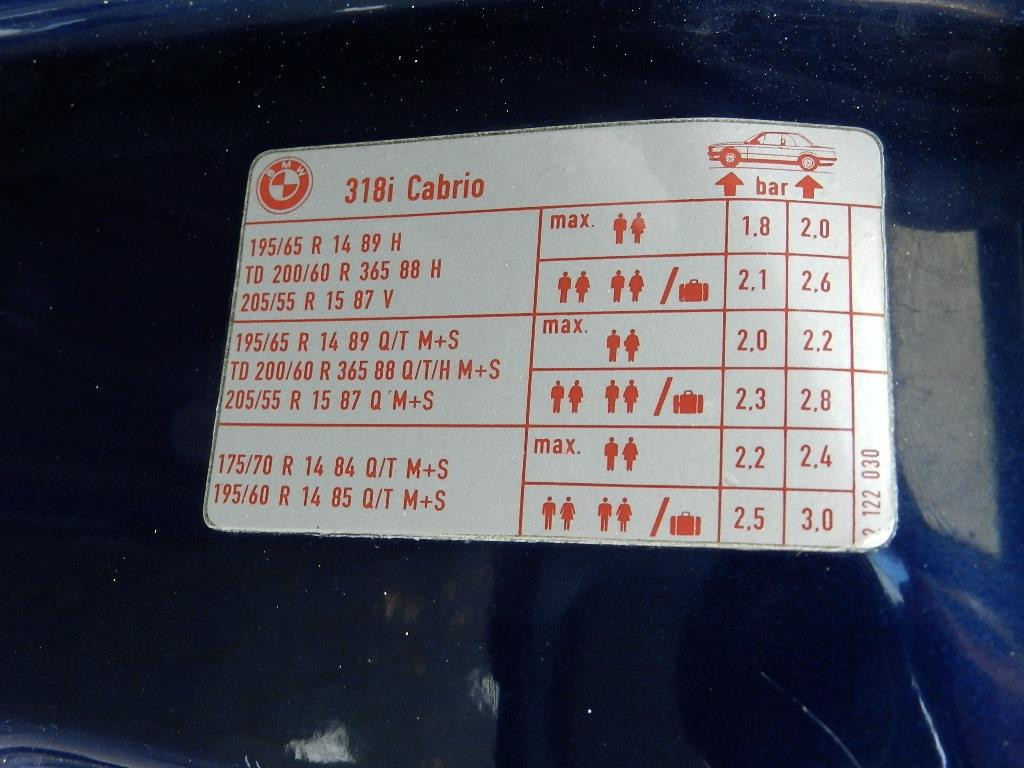 BMW
318i Cabrio
bar
195/65 R 14 89 H
TD 200/60 R 365 88 H
205/55 R 15 87 V
max.
1,8 2,0
/
2,1 2,6
195/65 R 14 89 Q/T M+S
TD 200/60 R 365 88 Q/T/H M+S
205/55 R 15 87 Q M+S
max.
2,0 2,2
/
2,3 2,8
175/70 R 14 84 Q/T M+S
195/60 R 14 85 Q/T M+S
max.
2,2 2,4
/
2,5 3,0
2 122 030